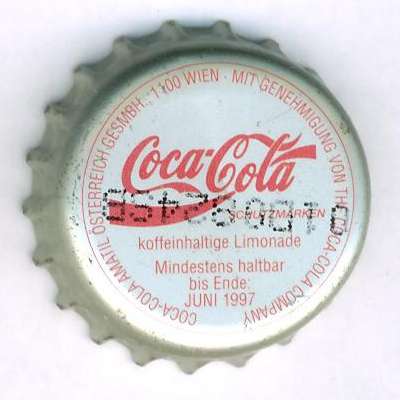 COCA-COLA AMATIL ÖSTERREICH GESMBH., 1100 WIEN · MIT GENEHMIGUNG VON THE COCA-COLA COMPANY
Coca-Cola
SCHUTZMARKEN
koffeinhaltige Limonade
Mindestens haltbar
bis Ende:
JUNI 1997